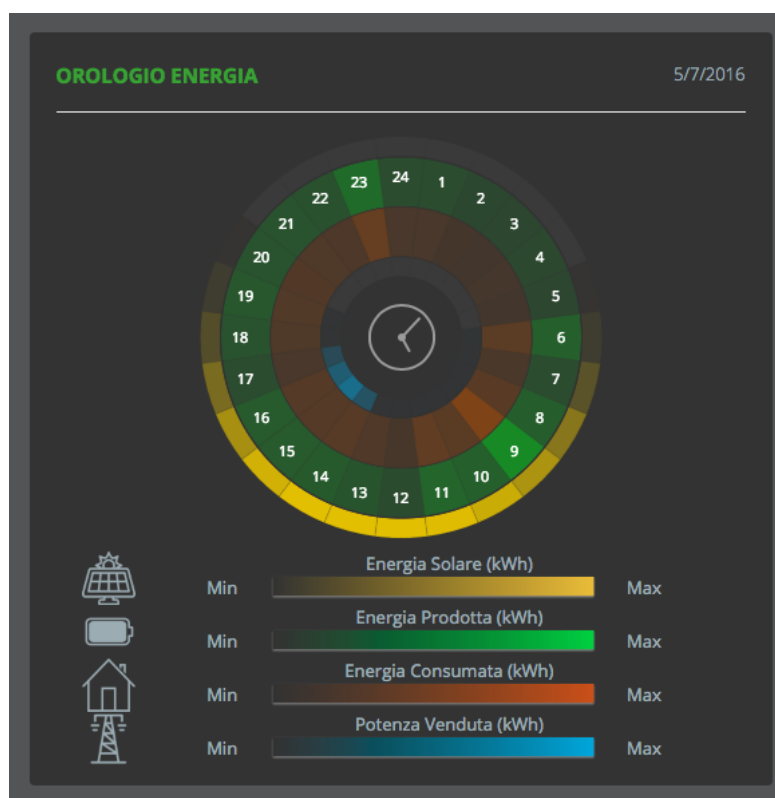 OROLOGIO ENERGIA 5/7/2016
24
1
2
3
4
5
6
7
8
9
10
11
12
13
14
15
16
17
18
19
20
21
22
23
Energia Solare (kWh)
Min Max
Energia Prodotta (kWh)
Min Max
Energia Consumata (kWh)
Min Max
Potenza Venduta (kWh)
Min Max